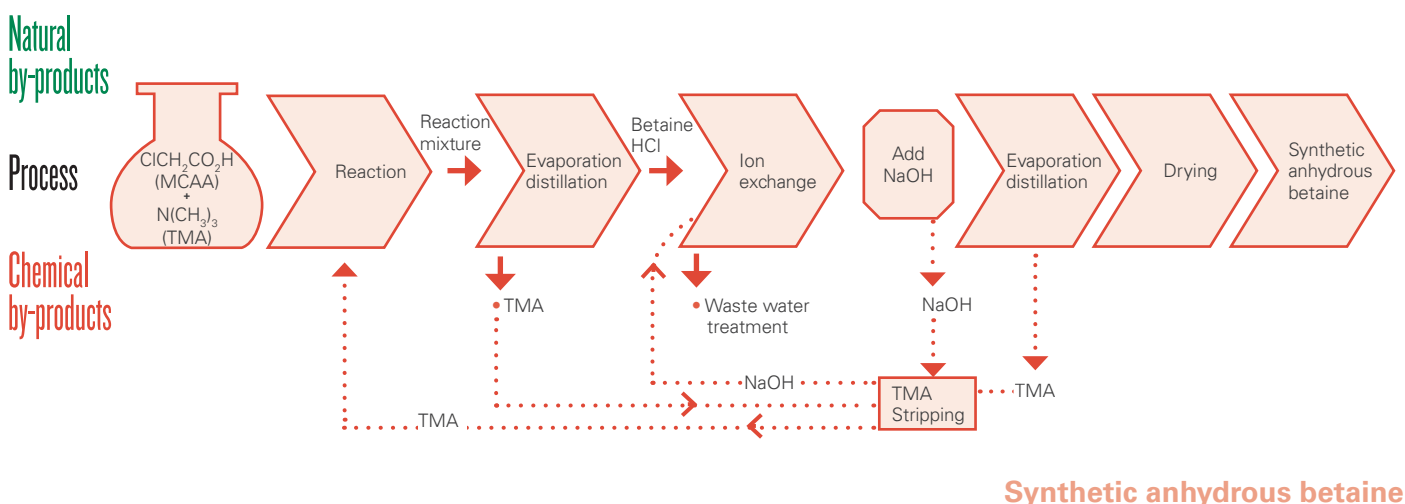 Natural
by-products
Process
Chemical
by-products
ClCH₂CO₂H
(MCAA)
+
N(CH₃)₃
(TMA)
Reaction
Reaction
mixture
Evaporation
distillation
Betaine
HCl
Ion
exchange
Add
NaOH
Evaporation
distillation
Drying
Synthetic
anhydrous
betaine
TMA
Waste water
treatment
NaOH
NaOH
TMA
Stripping
TMA
TMA
Synthetic anhydrous betaine